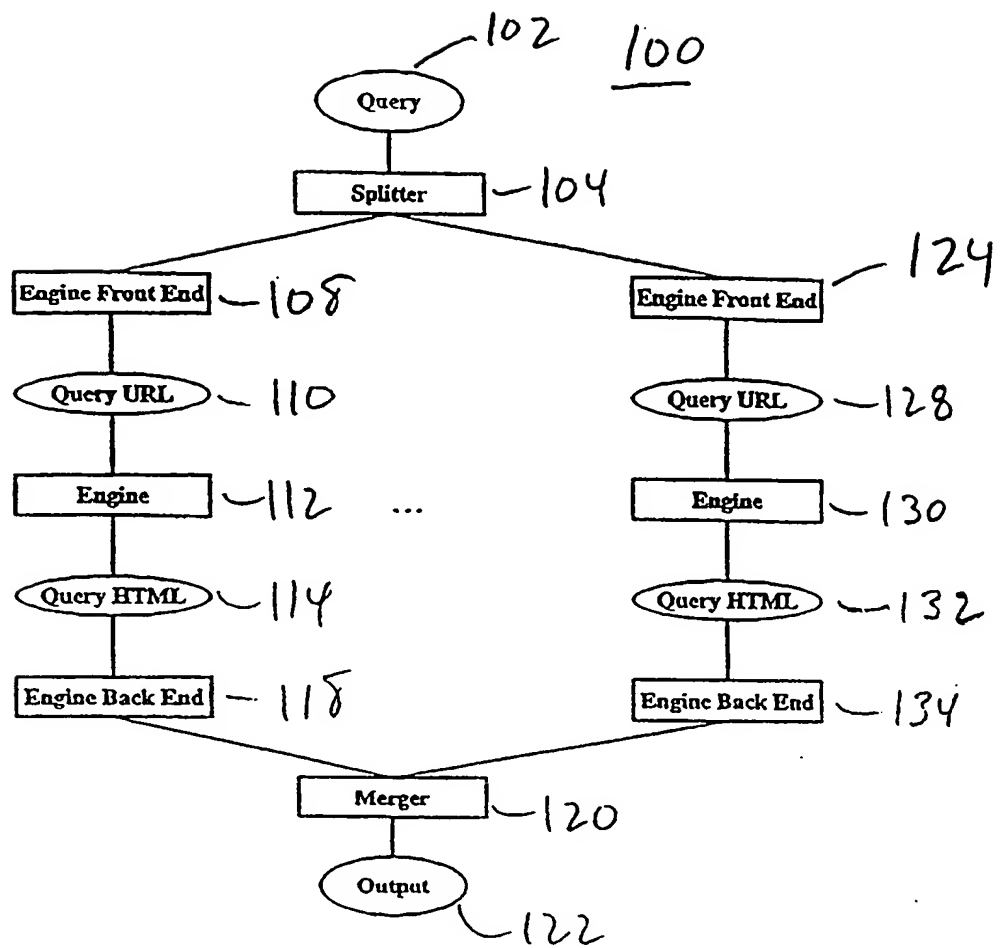 102
100
Query
Splitter
104
Engine Front End
108
Engine Front End
124
Query URL
110
Query URL
128
Engine
112
...
Engine
130
Query HTML
114
Query HTML
132
Engine Back End
118
Engine Back End
134
Merger
120
Output
122